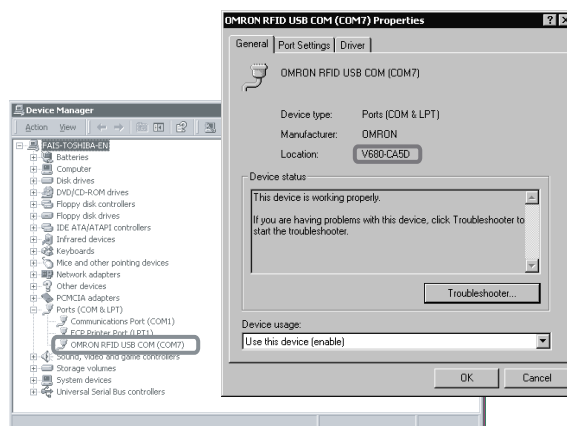 Device Manager
Action View
FAIS-TOSHIBA-EN
Batteries
Computer
Disk drives
DVD/CD-ROM drives
Floppy disk controllers
Floppy disk drives
IDE ATA/ATAPI controllers
Infrared devices
Keyboards
Mice and other pointing devices
Network adapters
Other devices
PCMCIA adapters
Ports (COM & LPT)
Communications Port (COM1)
ECP Printer Port (LPT1)
OMRON RFID USB COM (COM7)
Sound, video and game controllers
Storage volumes
System devices
Universal Serial Bus controllers
OMRON RFID USB COM (COM7) Properties
General Port Settings Driver
OMRON RFID USB COM (COM7)
Device type: Ports (COM & LPT)
Manufacturer: OMRON
Location: V680-CA5D
Device status
This device is working properly.
If you are having problems with this device, click Troubleshooter to
start the troubleshooter.
Troubleshooter...
Device usage:
Use this device (enable)
OK Cancel